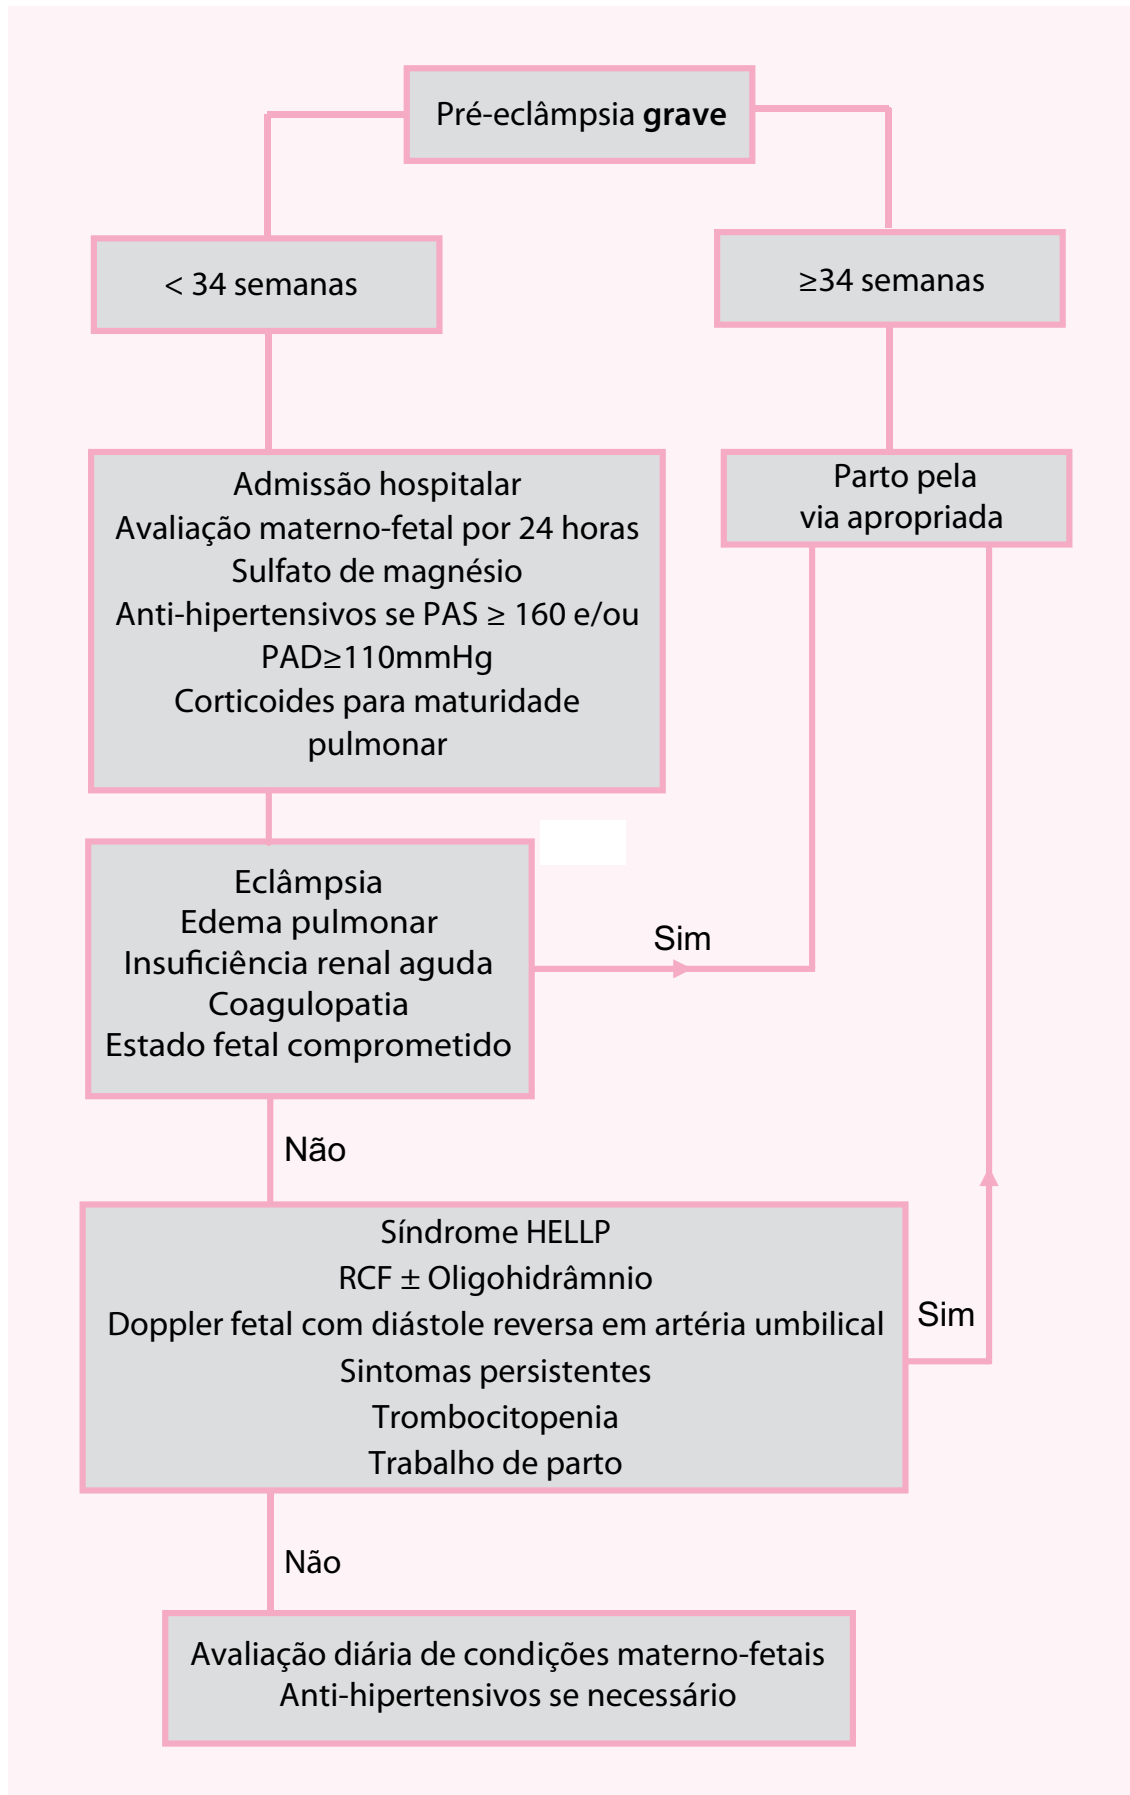 Pré-eclâmpsia grave
< 34 semanas
≥34 semanas
Admissão hospitalar
Avaliação materno-fetal por 24 horas
Sulfato de magnésio
Anti-hipertensivos se PAS ≥ 160 e/ou
PAD≥110mmHg
Corticoides para maturidade
pulmonar
Parto pela
via apropriada
Eclâmpsia
Edema pulmonar
Insuficiência renal aguda
Coagulopatia
Estado fetal comprometido
Sim
Não
Síndrome HELLP
RCF ± Oligohidrâmnio
Doppler fetal com diástole reversa em artéria umbilical
Sintomas persistentes
Trombocitopenia
Trabalho de parto
Sim
Não
Avaliação diária de condições materno-fetais
Anti-hipertensivos se necessário